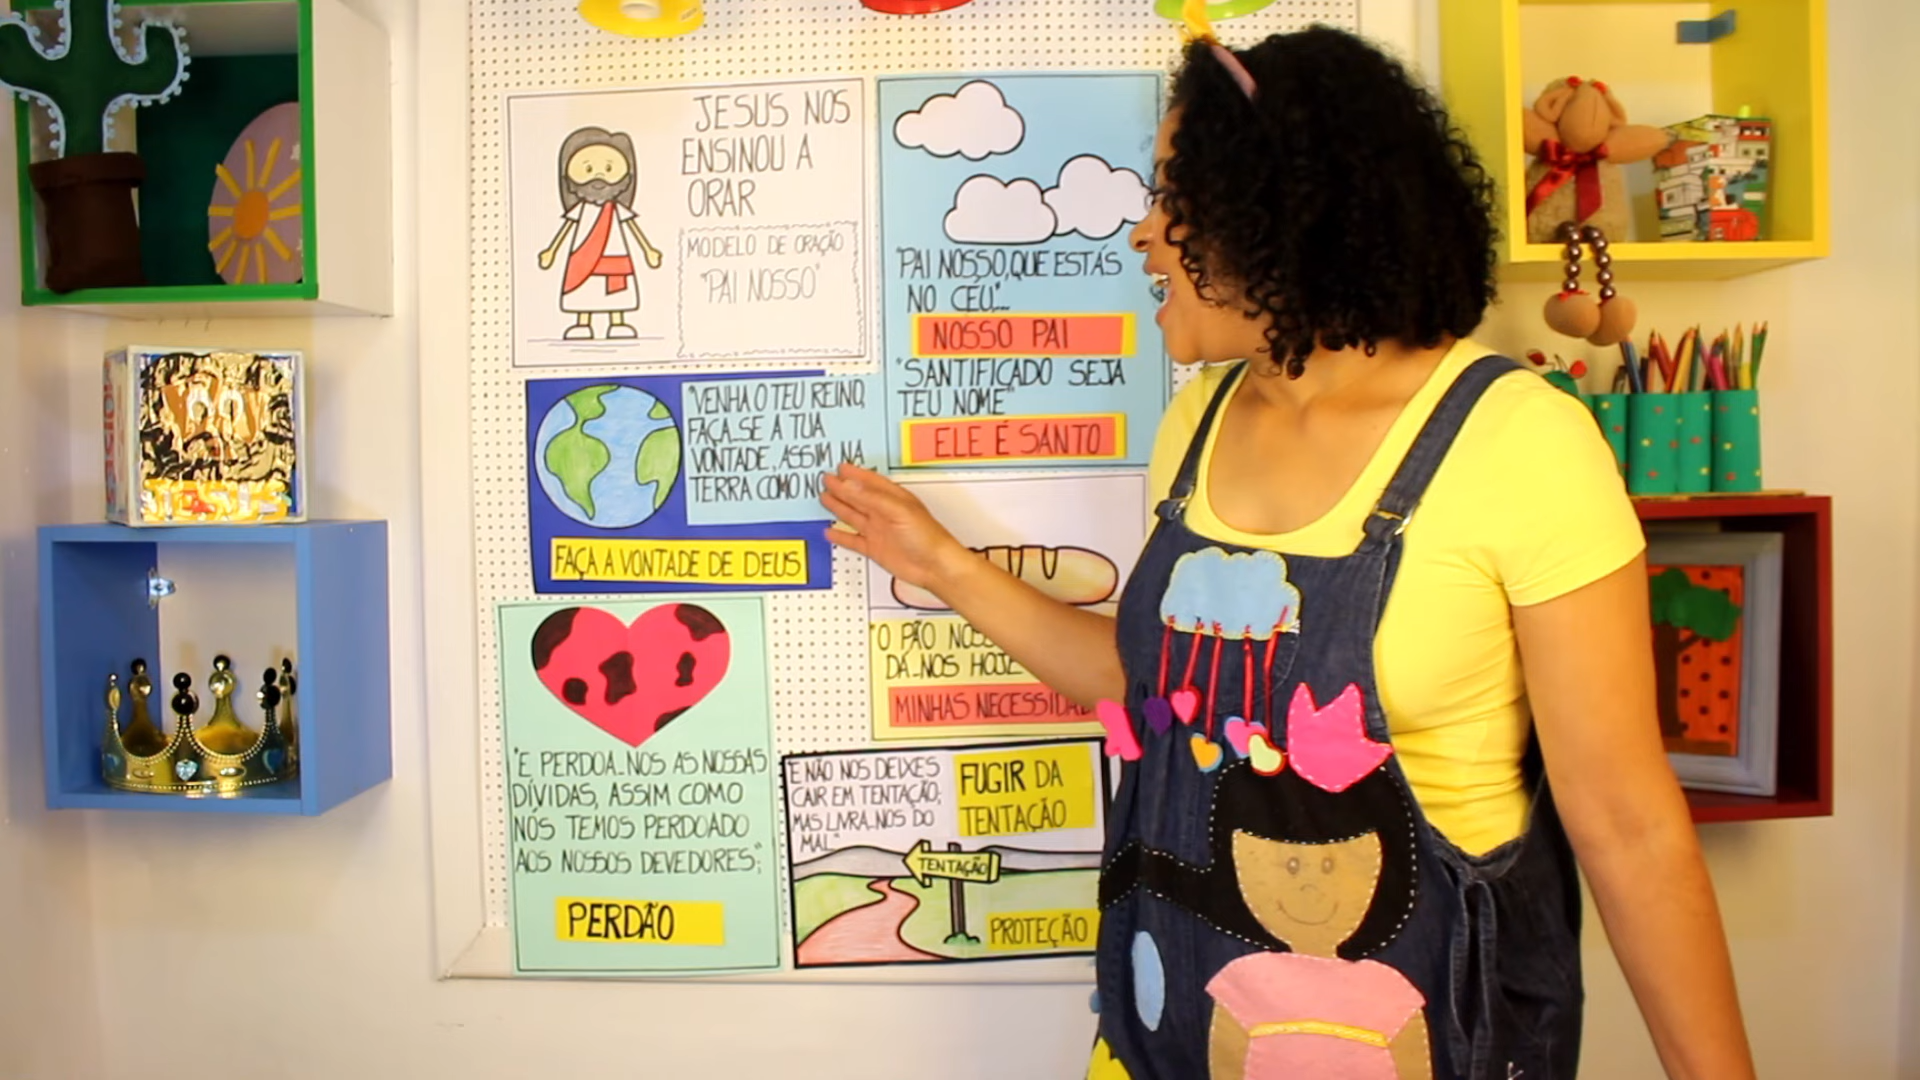 JESUS NOS
ENSINOU A
ORAR
MODELO DE ORAÇÃO
"PAI NOSSO"
"PAI NOSSO, QUE ESTÁS
NO CÉU"...
NOSSO PAI
"SANTIFICADO SEJA
TEU NOME"
ELE É SANTO
"VENHA O TEU REINO,
FAÇA-SE A TUA
VONTADE, ASSIM NA
TERRA COMO NO
FAÇA A VONTADE DE DEUS
"O PÃO
DÁ-NOS HOJE
MINHAS
"E PERDOA-NOS AS NOSSAS
DÍVIDAS, ASSIM COMO
NÓS TEMOS PERDOADO
AOS NOSSOS DEVEDORES";
PERDÃO
E NÃO NOS DEIXES
CAIR EM TENTAÇÃO;
MAS LIVRA-NOS DO
MAL"
FUGIR DA
TENTAÇÃO
TENTAÇÃO
PROTEÇÃO